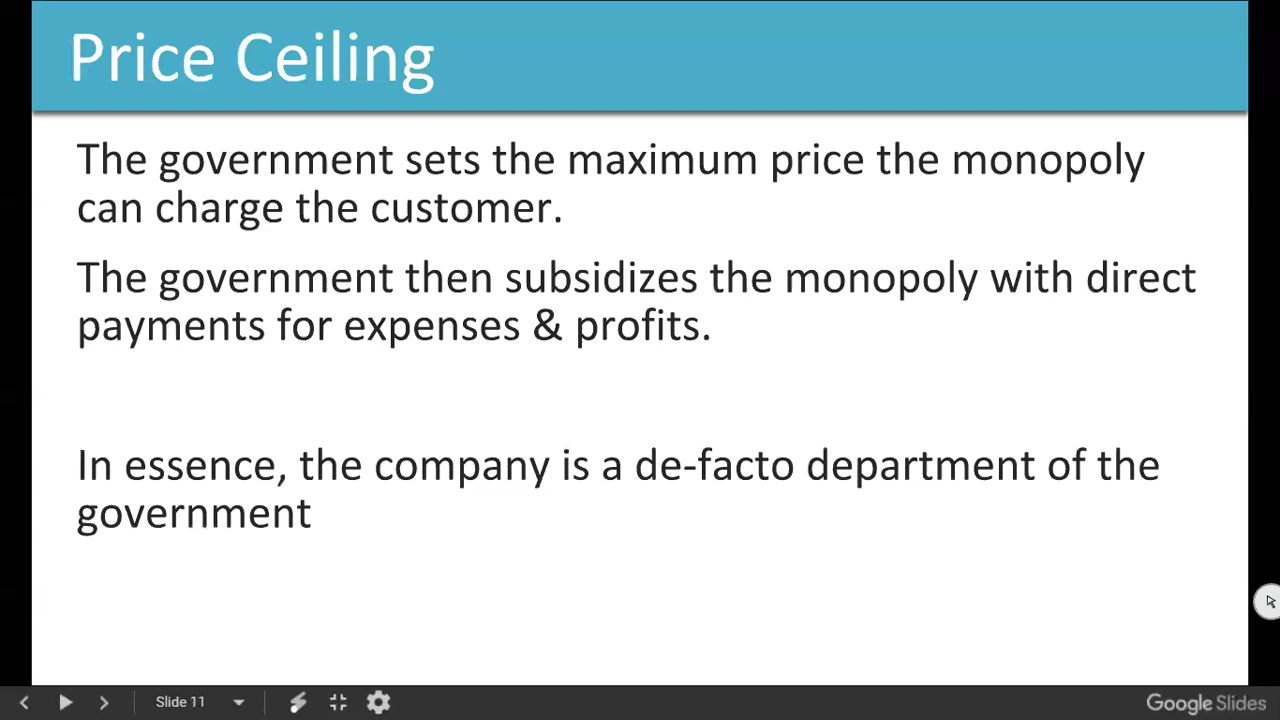 Price Ceiling
The government sets the maximum price the monopoly
can charge the customer.
The government then subsidizes the monopoly with direct
payments for expenses & profits.
In essence, the company is a de-facto department of the
government
Slide 11
Google Slides